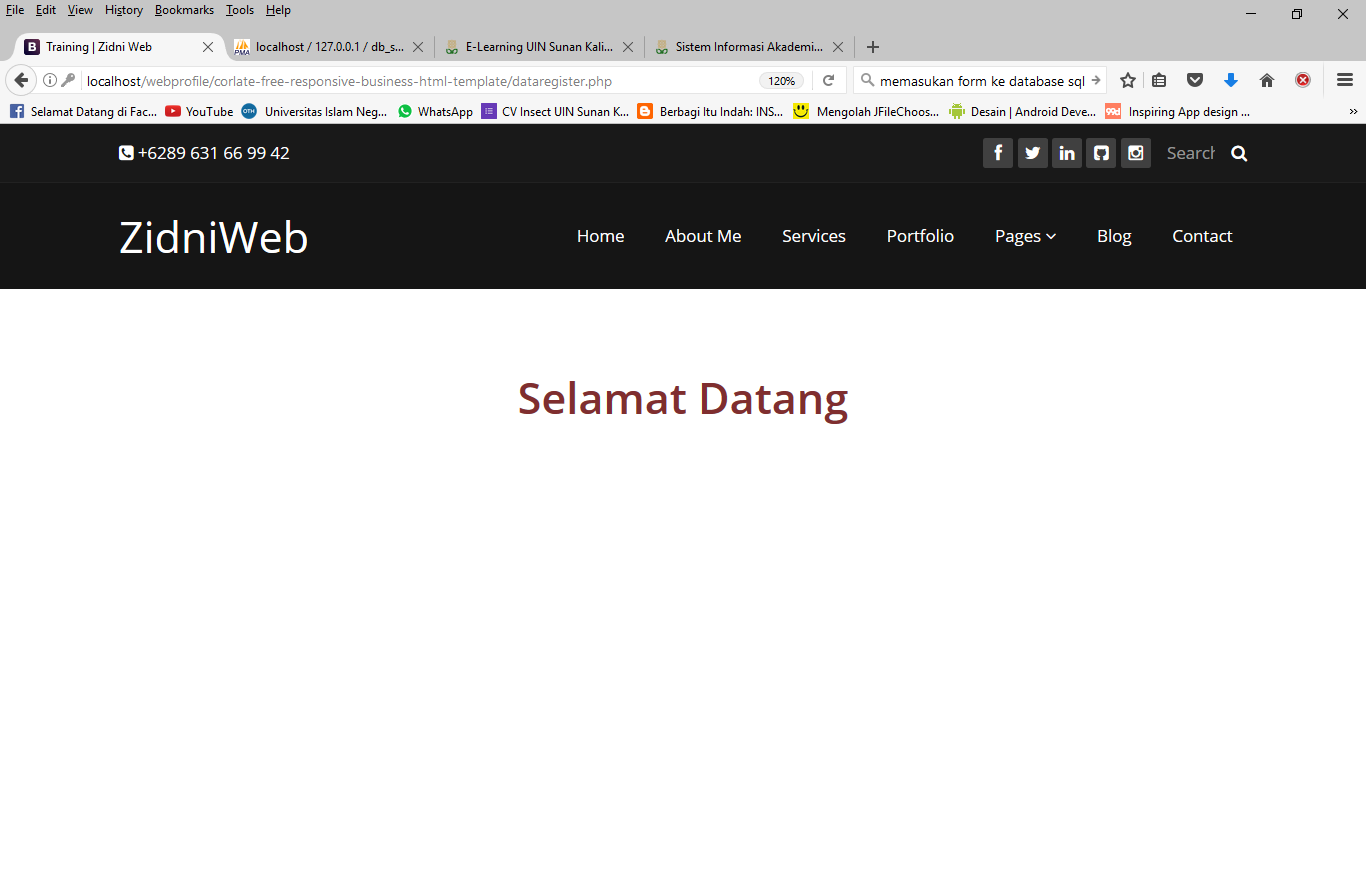 File Edit View History Bookmarks Tools Help
B Training | Zidni Web
PMA localhost / 127.0.0.1 / db_s...
E-Learning UIN Sunan Kali...
Sistem Informasi Akademi...
localhost/webprofile/corlate-free-responsive-business-html-template/dataregister.php 120% memasukan form ke database sql
Selamat Datang di Fac... YouTube OTH Universitas Islam Neg... WhatsApp CV Insect UIN Sunan K... Berbagi Itu Indah: INS... Mengolah JFileChoos... Desain | Android Deve... 99d Inspiring App design ... »
+6289 631 66 99 42 Search
ZidniWeb Home About Me Services Portfolio Pages Blog Contact
Selamat Datang